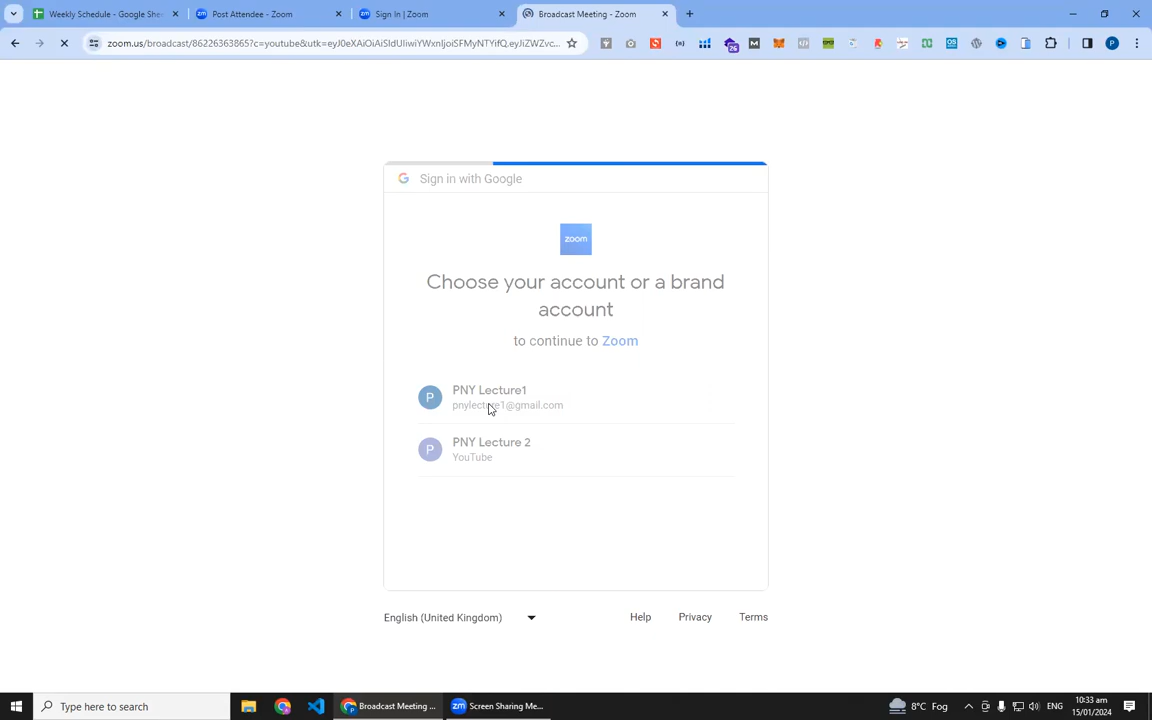 Weekly Schedule - Google Shee
Post Attendee - Zoom
Sign In | Zoom
Broadcast Meeting - Zoom
zoom.us/broadcast/86226363865?c=youtube&utk=eyJ0eXAiOiAiSldUIiwiYWxnIjoiSFMyNTYifQ.eyJiZWZvc...
26
P
Sign in with Google
zoom
Choose your account or a brand
account
to continue to Zoom
P
PNY Lecture1
pnylecture1@gmail.com
P
PNY Lecture 2
YouTube
English (United Kingdom)
Help
Privacy
Terms
Type here to search
Broadcast Meeting ...
zm
Screen Sharing Me...
8°C Fog
ENG
10:33 am
15/01/2024